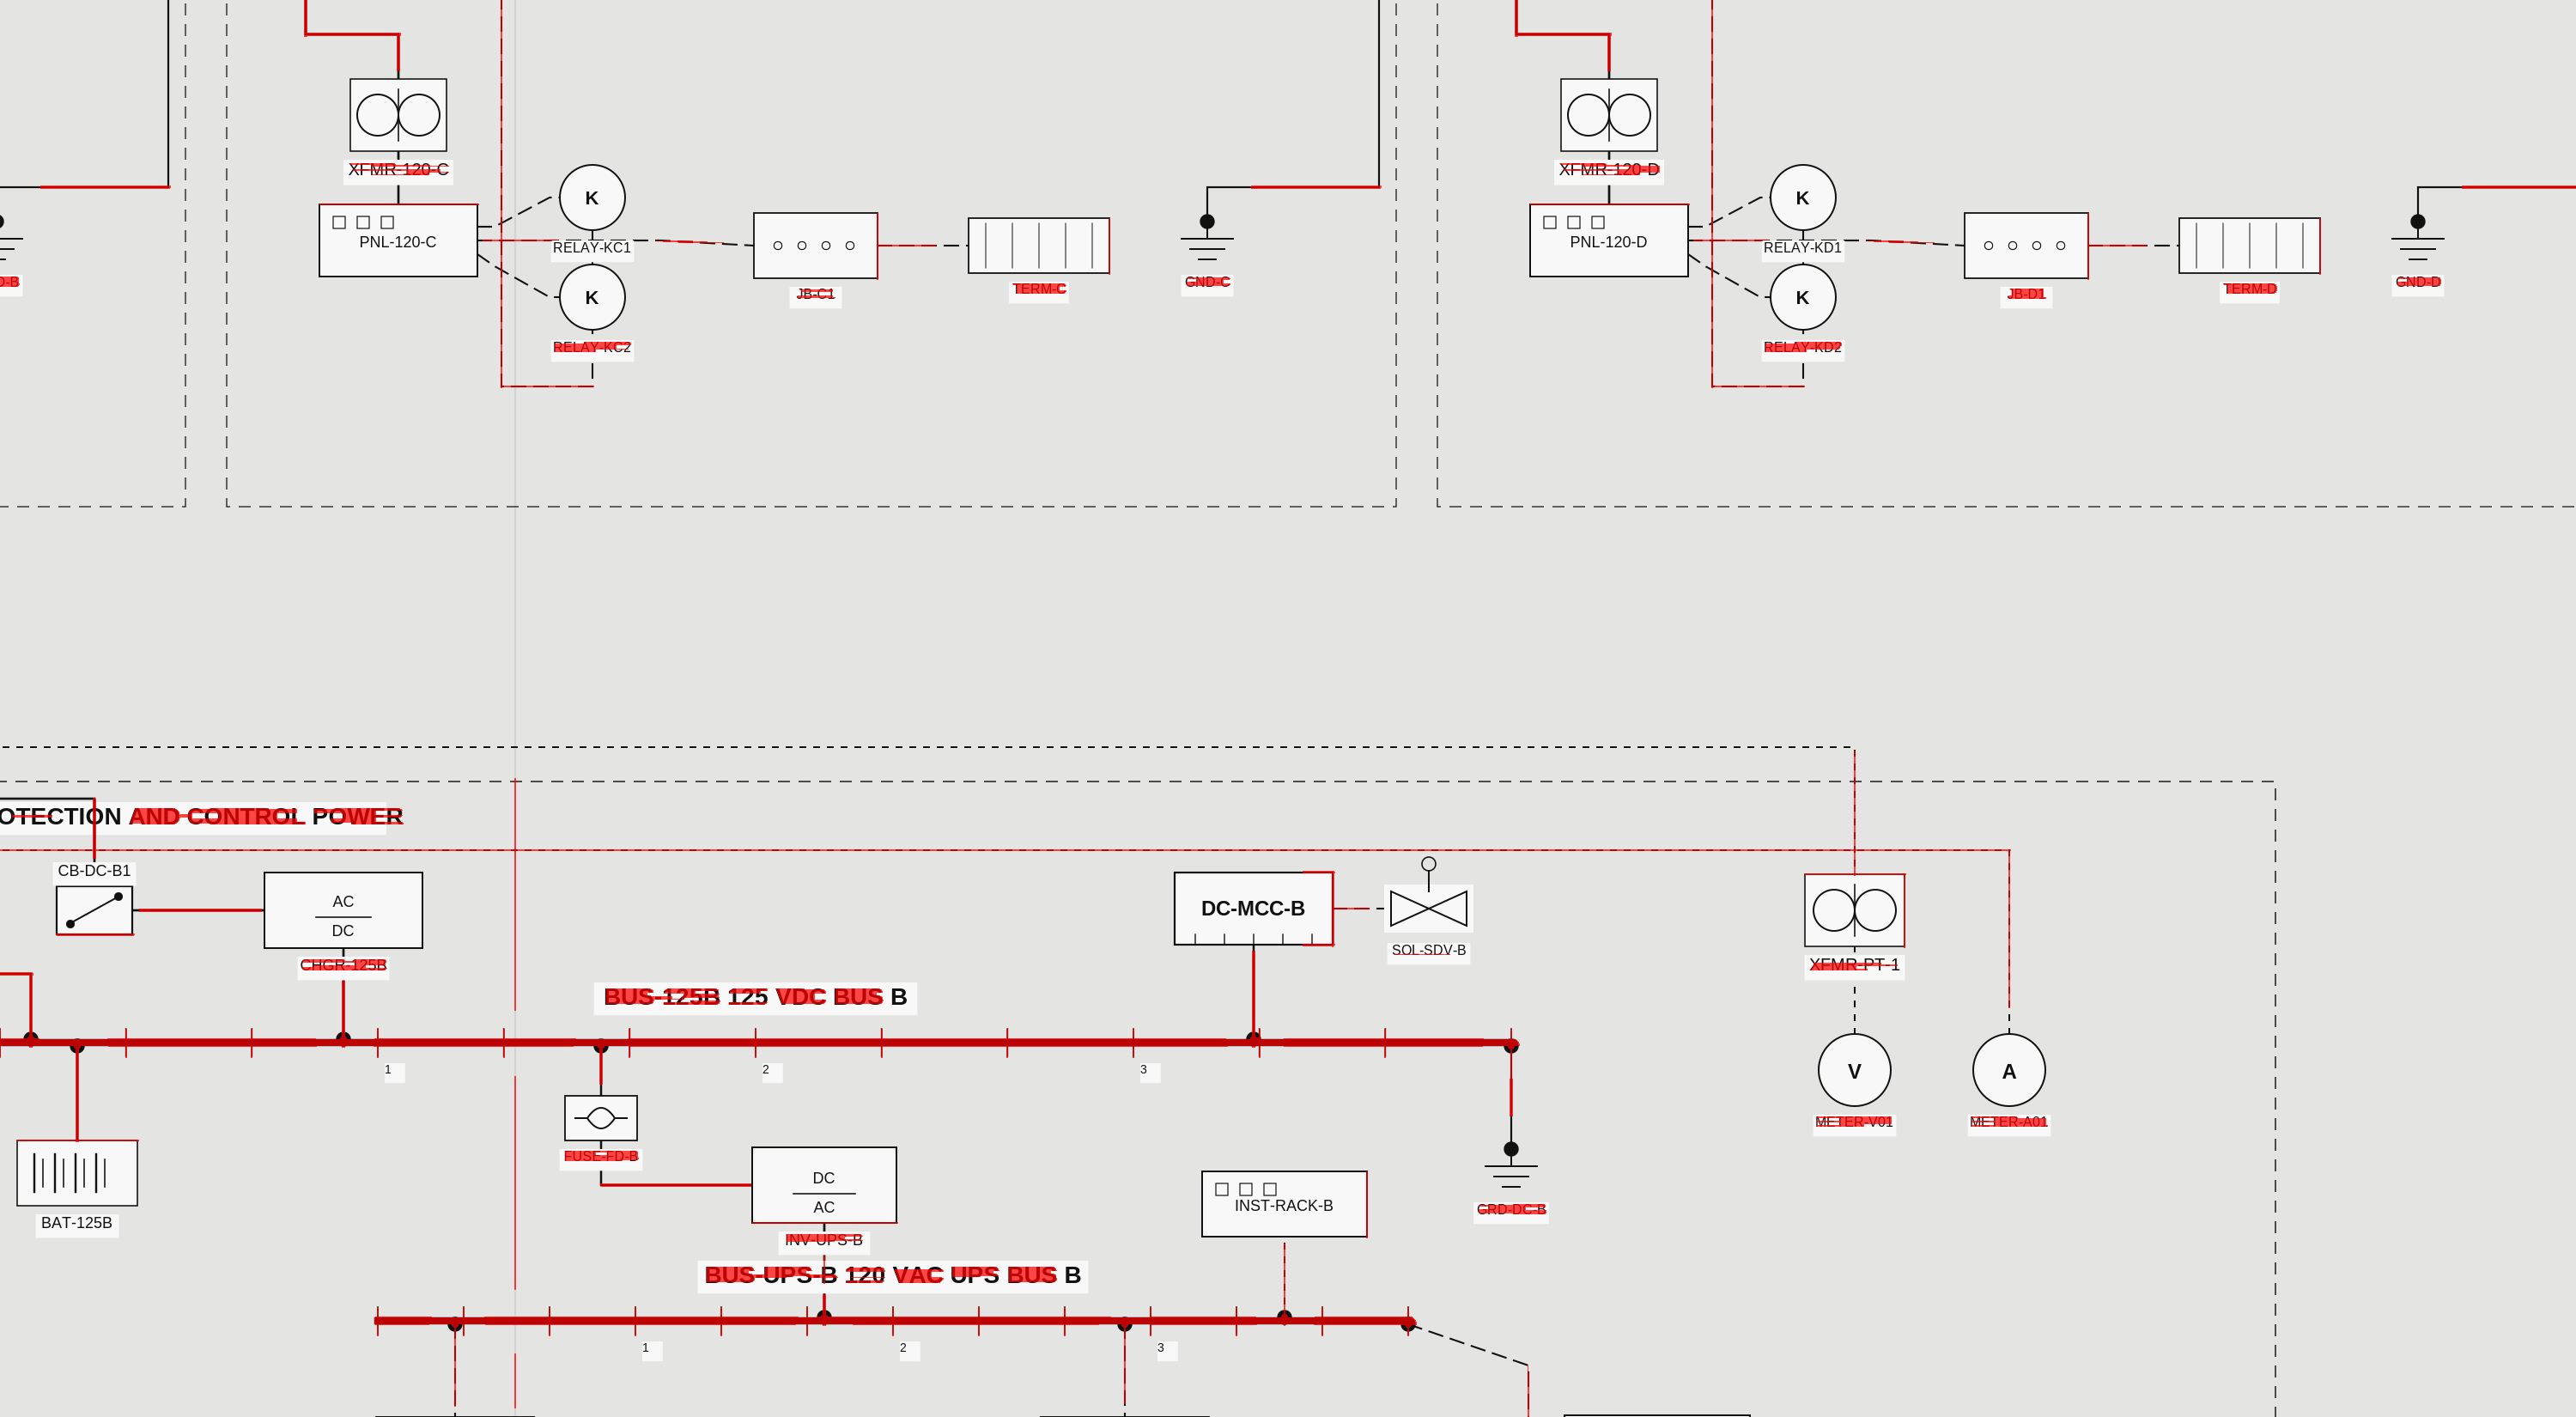 XFMR-120-C
XFMR-120-D
K
K
PNL-120-C
RELAY-KC1
PNL-120-D
RELAY-KD1
GND-C
GND-D
JB-C1
TERM-C
JB-D1
TERM-D
K
K
RELAY-KC2
RELAY-KD2
OTECTION AND CONTROL POWER
CB-DC-B1
AC
DC
CHGR-125B
DC-MCC-B
SOL-SDV-B
XFMR-PT-1
BUS-125B 125 VDC BUS B
1
2
3
V
A
METER-V01
METER-A01
FUSE-FD-B
DC
AC
INST-RACK-B
GRD-DC-B
BAT-125B
INV-UPS-B
BUS-UPS-B 120 VAC UPS BUS B
1
2
3